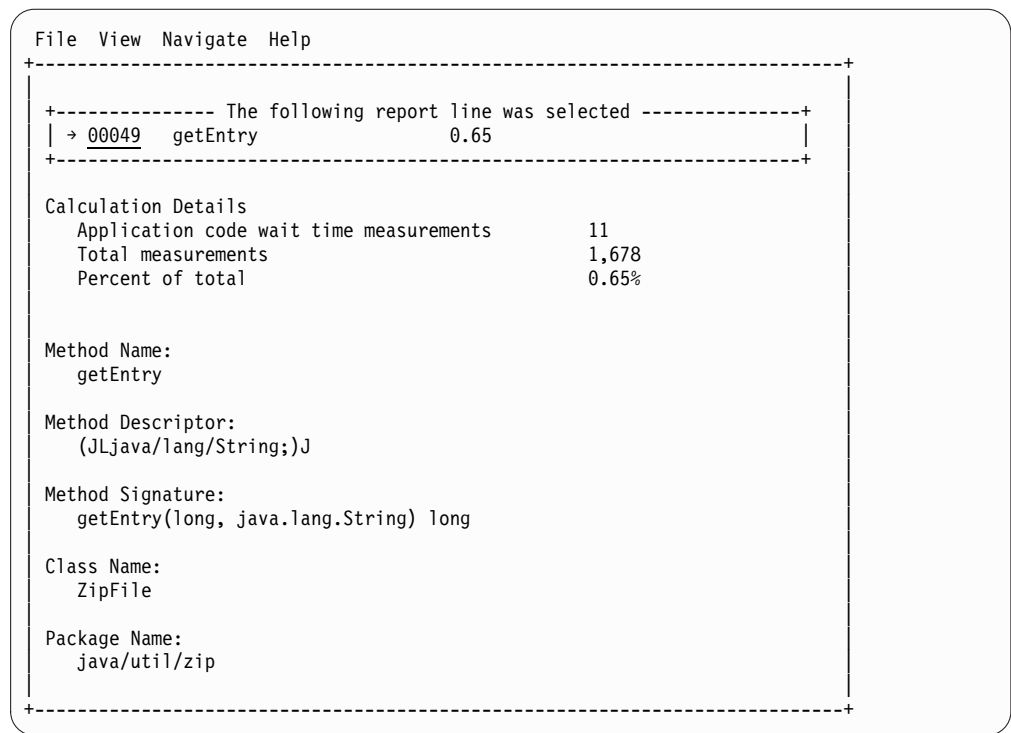 File View Navigate Help
+---------------------------------------------------------------------------+
+--------------- The following report line was selected ---------------+
| → 00049 getEntry 0.65 |
+---------------------------------------------------------------------+
Calculation Details
Application code wait time measurements 11
Total measurements 1,678
Percent of total 0.65%
Method Name:
getEntry
Method Descriptor:
(JLjava/lang/String;)J
Method Signature:
getEntry(long, java.lang.String) long
Class Name:
ZipFile
Package Name:
java/util/zip
+---------------------------------------------------------------------------+